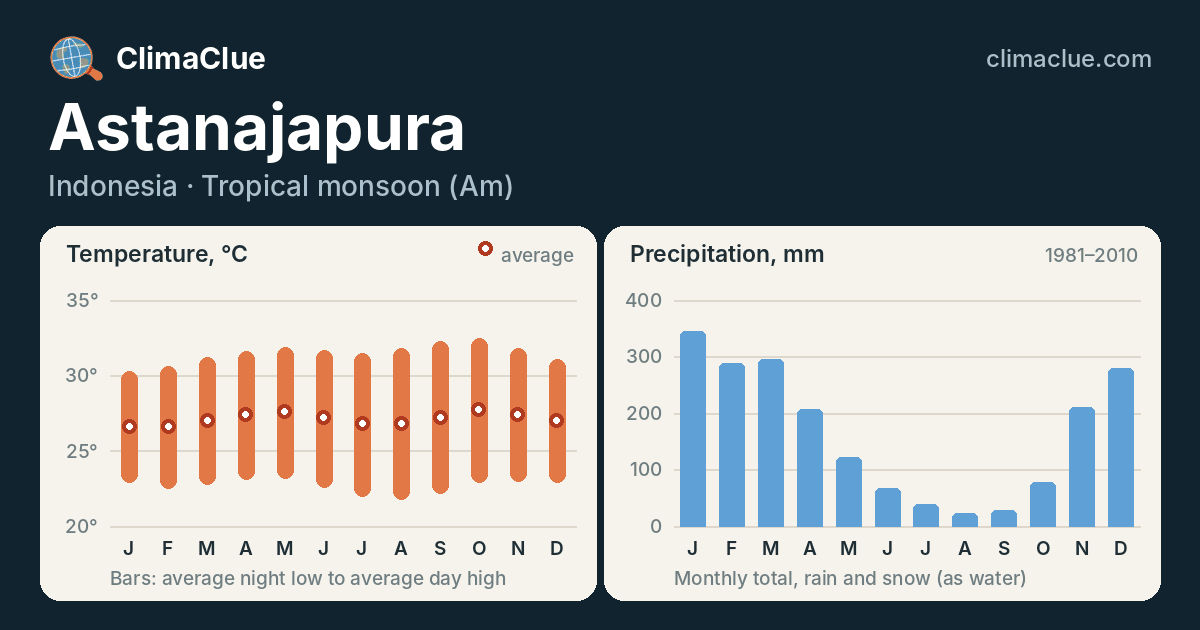 ClimaClue
climaclue.com
Astanajapura
Indonesia · Tropical monsoon (Am)
Temperature, °C
average
35°
30°
25°
20°
J F M A M J J A S O N D
Bars: average night low to average day high
Precipitation, mm
1981–2010
400
300
200
100
0
J F M A M J J A S O N D
Monthly total, rain and snow (as water)